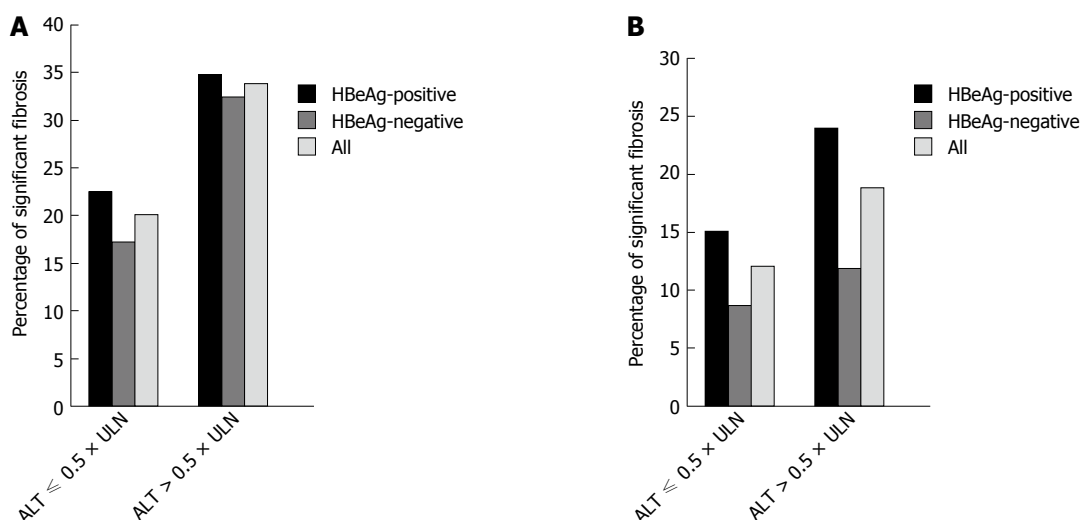 A
Percentage of significant fibrosis
40
35
30
25
20
15
10
5
0
ALT ≤ 0.5 × ULN
ALT > 0.5 × ULN
HBeAg-positive
HBeAg-negative
All
B
Percentage of significant fibrosis
30
25
20
15
10
5
0
ALT ≤ 0.5 × ULN
ALT > 0.5 × ULN
HBeAg-positive
HBeAg-negative
All